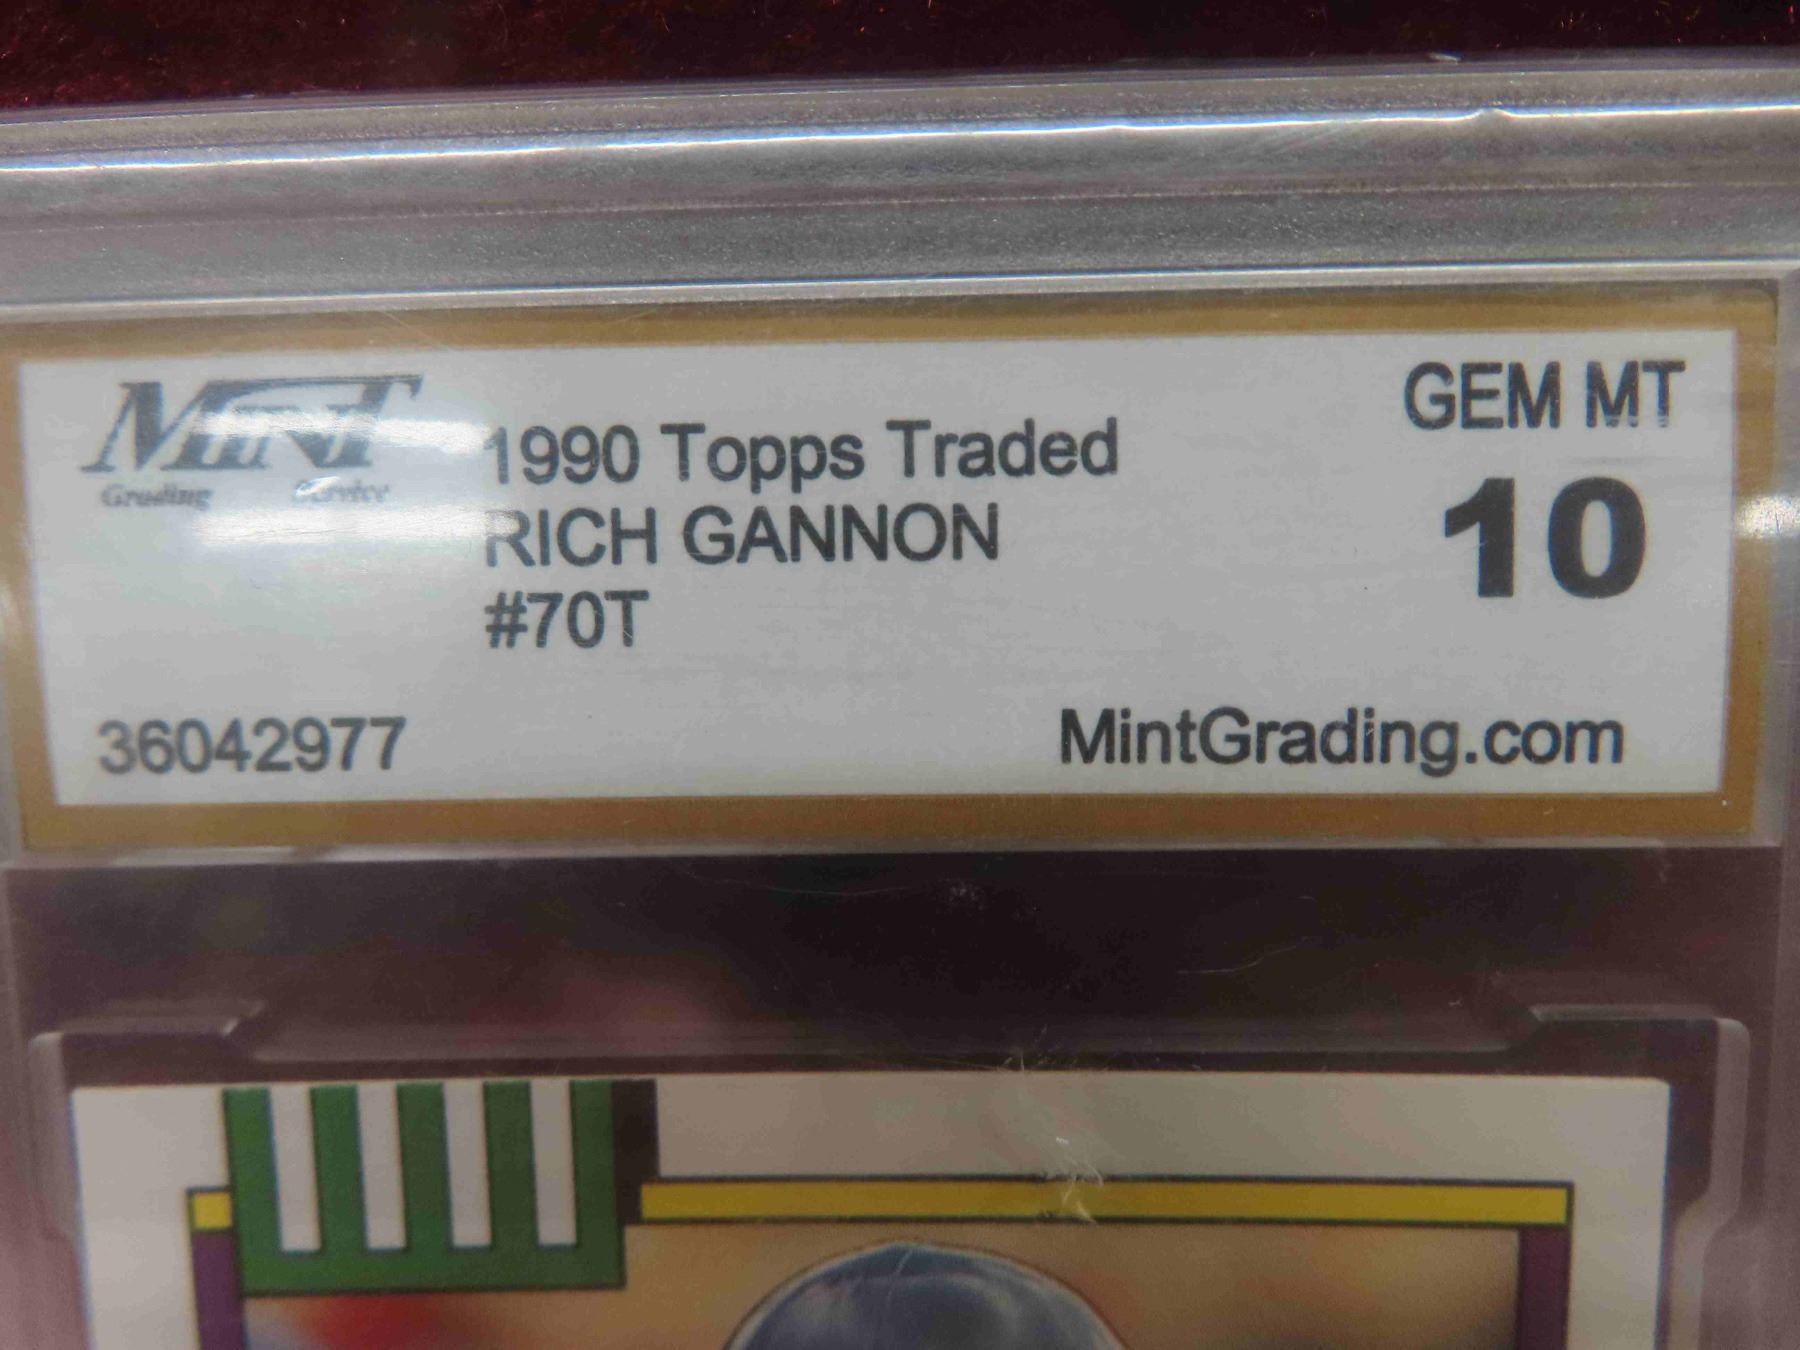 MINT
Grading Service
1990 Topps Traded
RICH GANNON
#70T
GEM MT
10
36042977
MintGrading.com